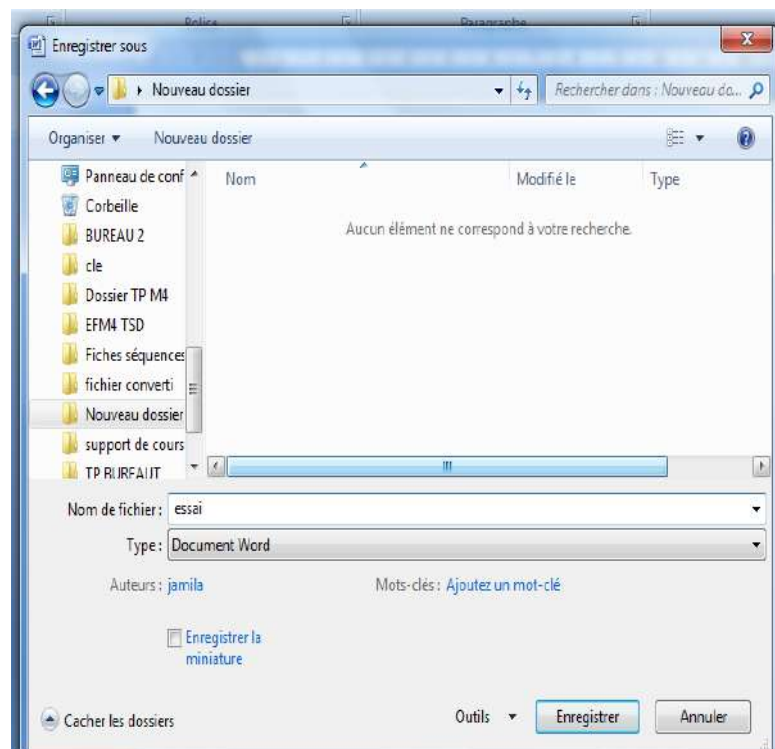 Police Paragraphe
Enregistrer sous
Nouveau dossier Rechercher dans : Nouveau do...
Organiser Nouveau dossier
Panneau de conf Nom Modifié le Type
Corbeille
Aucun élément ne correspond à votre recherche.
BUREAU 2
cle
Dossier TP M4
EFM4 TSD
Fiches séquences
fichier converti
Nouveau dossier
support de cours
TP BUREAUT
Nom de fichier : essai
Type : Document Word
Auteurs : jamila Mots-clés : Ajoutez un mot-clé
Enregistrer la
miniature
Cacher les dossiers Outils Enregistrer Annuler